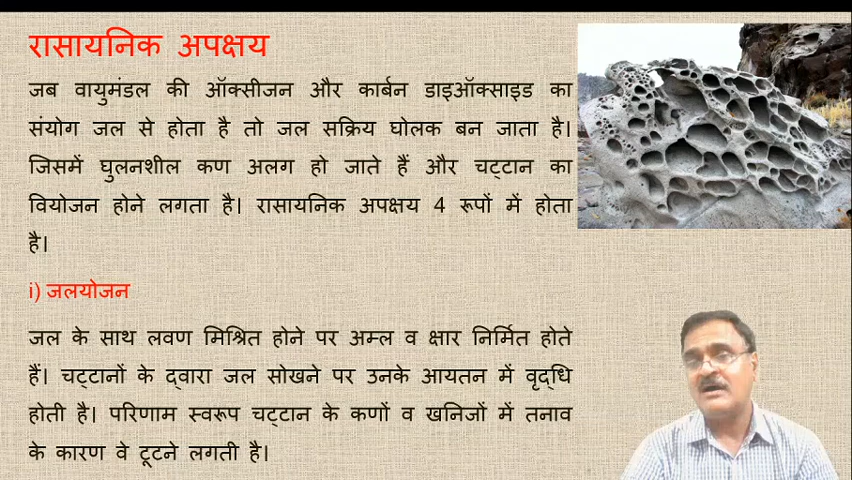 रासायनिक अपक्षय
जब वायुमंडल की ऑक्सीजन और कार्बन डाइऑक्साइड का
संयोग जल से होता है तो जल सक्रिय घोलक बन जाता है।
जिसमें घुलनशील कण अलग हो जाते हैं और चट्टान का
वियोजन होने लगता है। रासायनिक अपक्षय 4 रूपों में होता
है।
i) जलयोजन
जल के साथ लवण मिश्रित होने पर अम्ल व क्षार निर्मित होते
हैं। चट्टानों के द्वारा जल सोखने पर उनके आयतन में वृद्धि
होती है। परिणाम स्वरूप चट्टान के कणों व खनिजों में तनाव
के कारण वे टूटने लगती है।